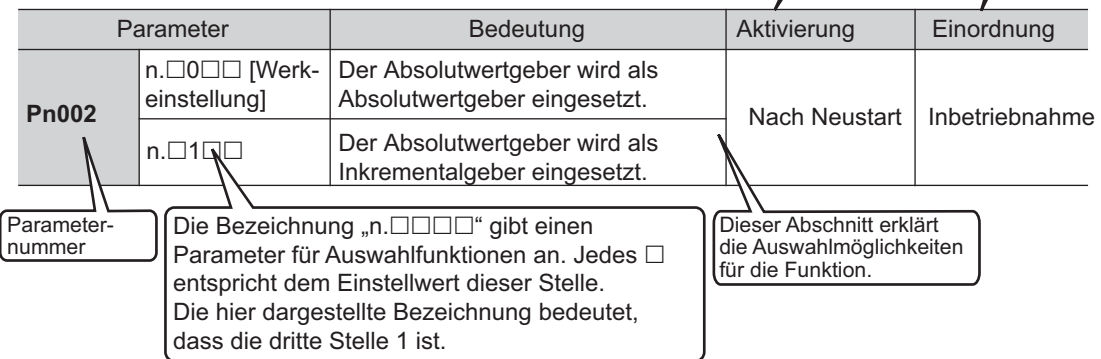 Parameter Bedeutung Aktivierung Einordnung
Pn002
n.□0□□ [Werk-
einstellung]
Der Absolutwertgeber wird als
Absolutwertgeber eingesetzt.
n.□1□□
Der Absolutwertgeber wird als
Inkrementalgeber eingesetzt.
Nach Neustart
Inbetriebnahme
Parameter-
nummer
Die Bezeichnung „n.□□□□“ gibt einen
Parameter für Auswahlfunktionen an. Jedes □
entspricht dem Einstellwert dieser Stelle.
Die hier dargestellte Bezeichnung bedeutet,
dass die dritte Stelle 1 ist.
Dieser Abschnitt erklärt
die Auswahlmöglichkeiten
für die Funktion.